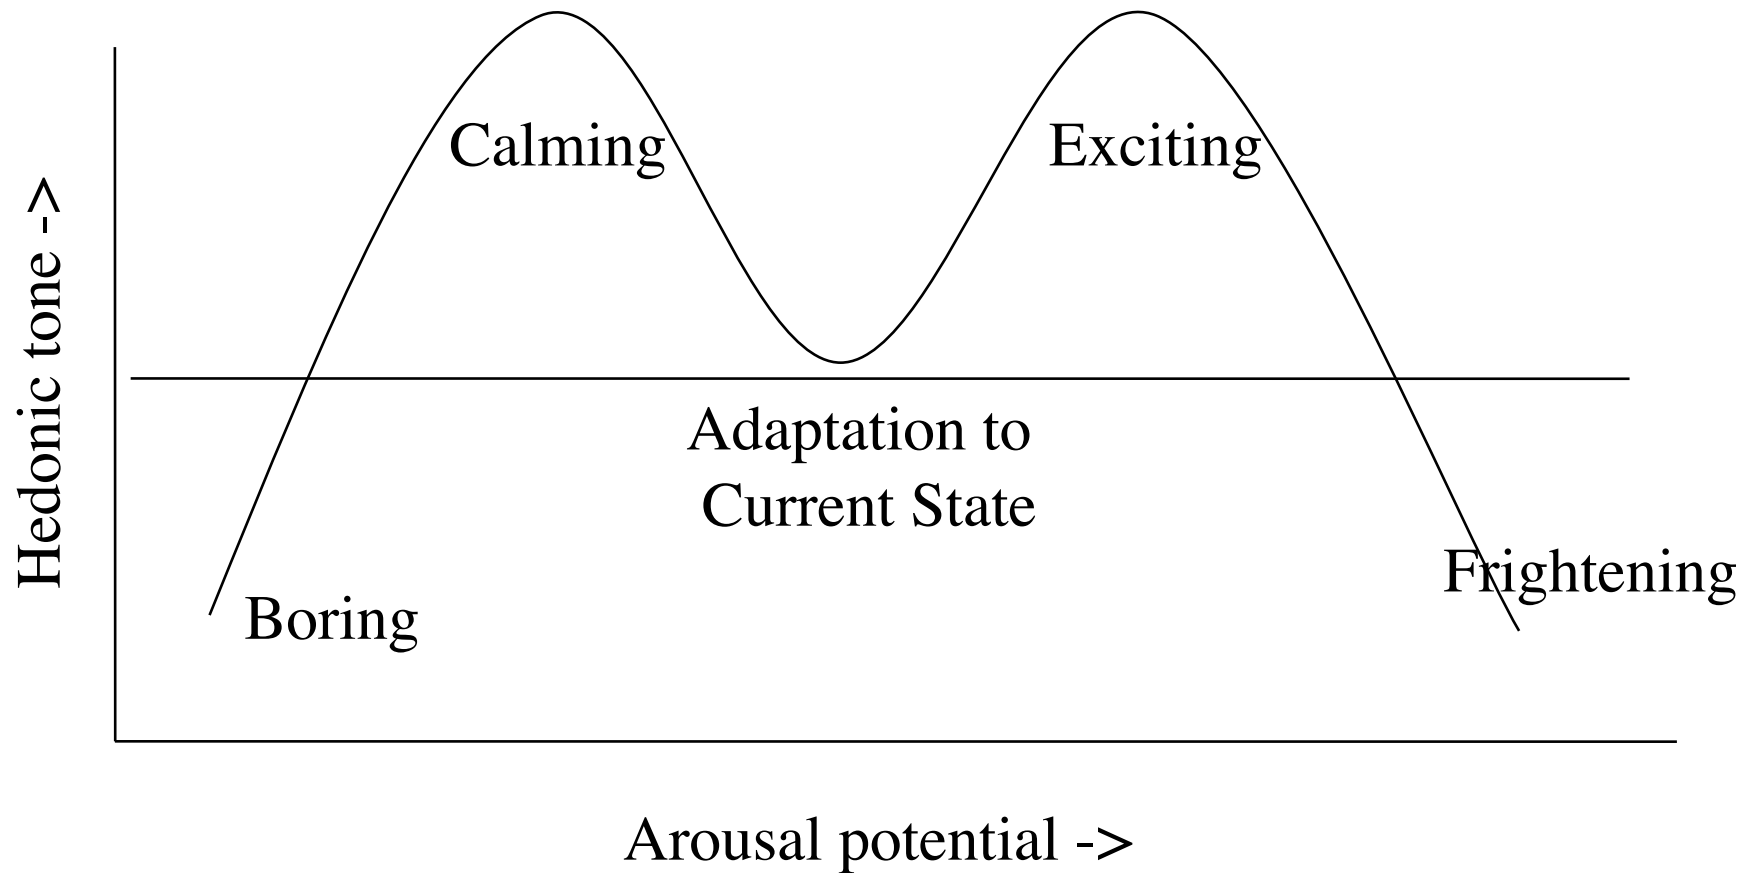 Calming
Exciting
Hedonic tone ->
Adaptation to
Current State
Frightening
Boring
Arousal potential ->